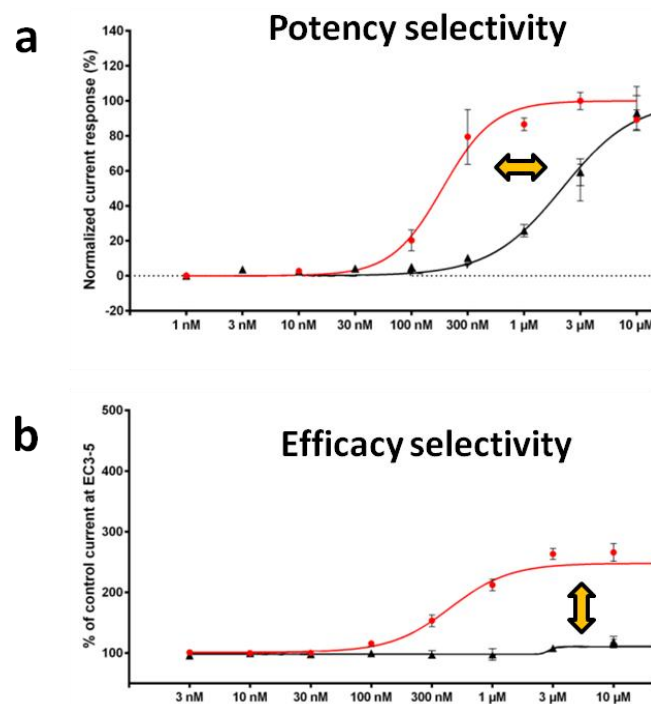 a
Potency selectivity
Normalized current response (%)
140
120
100
80
60
40
20
0
-20
1 nM 3 nM 10 nM 30 nM 100 nM 300 nM 1 µM 3 µM 10 µM
b
Efficacy selectivity
% of control current at EC3-5
500
400
300
200
100
3 nM 10 nM 30 nM 100 nM 300 nM 1 µM 3 µM 10 µM